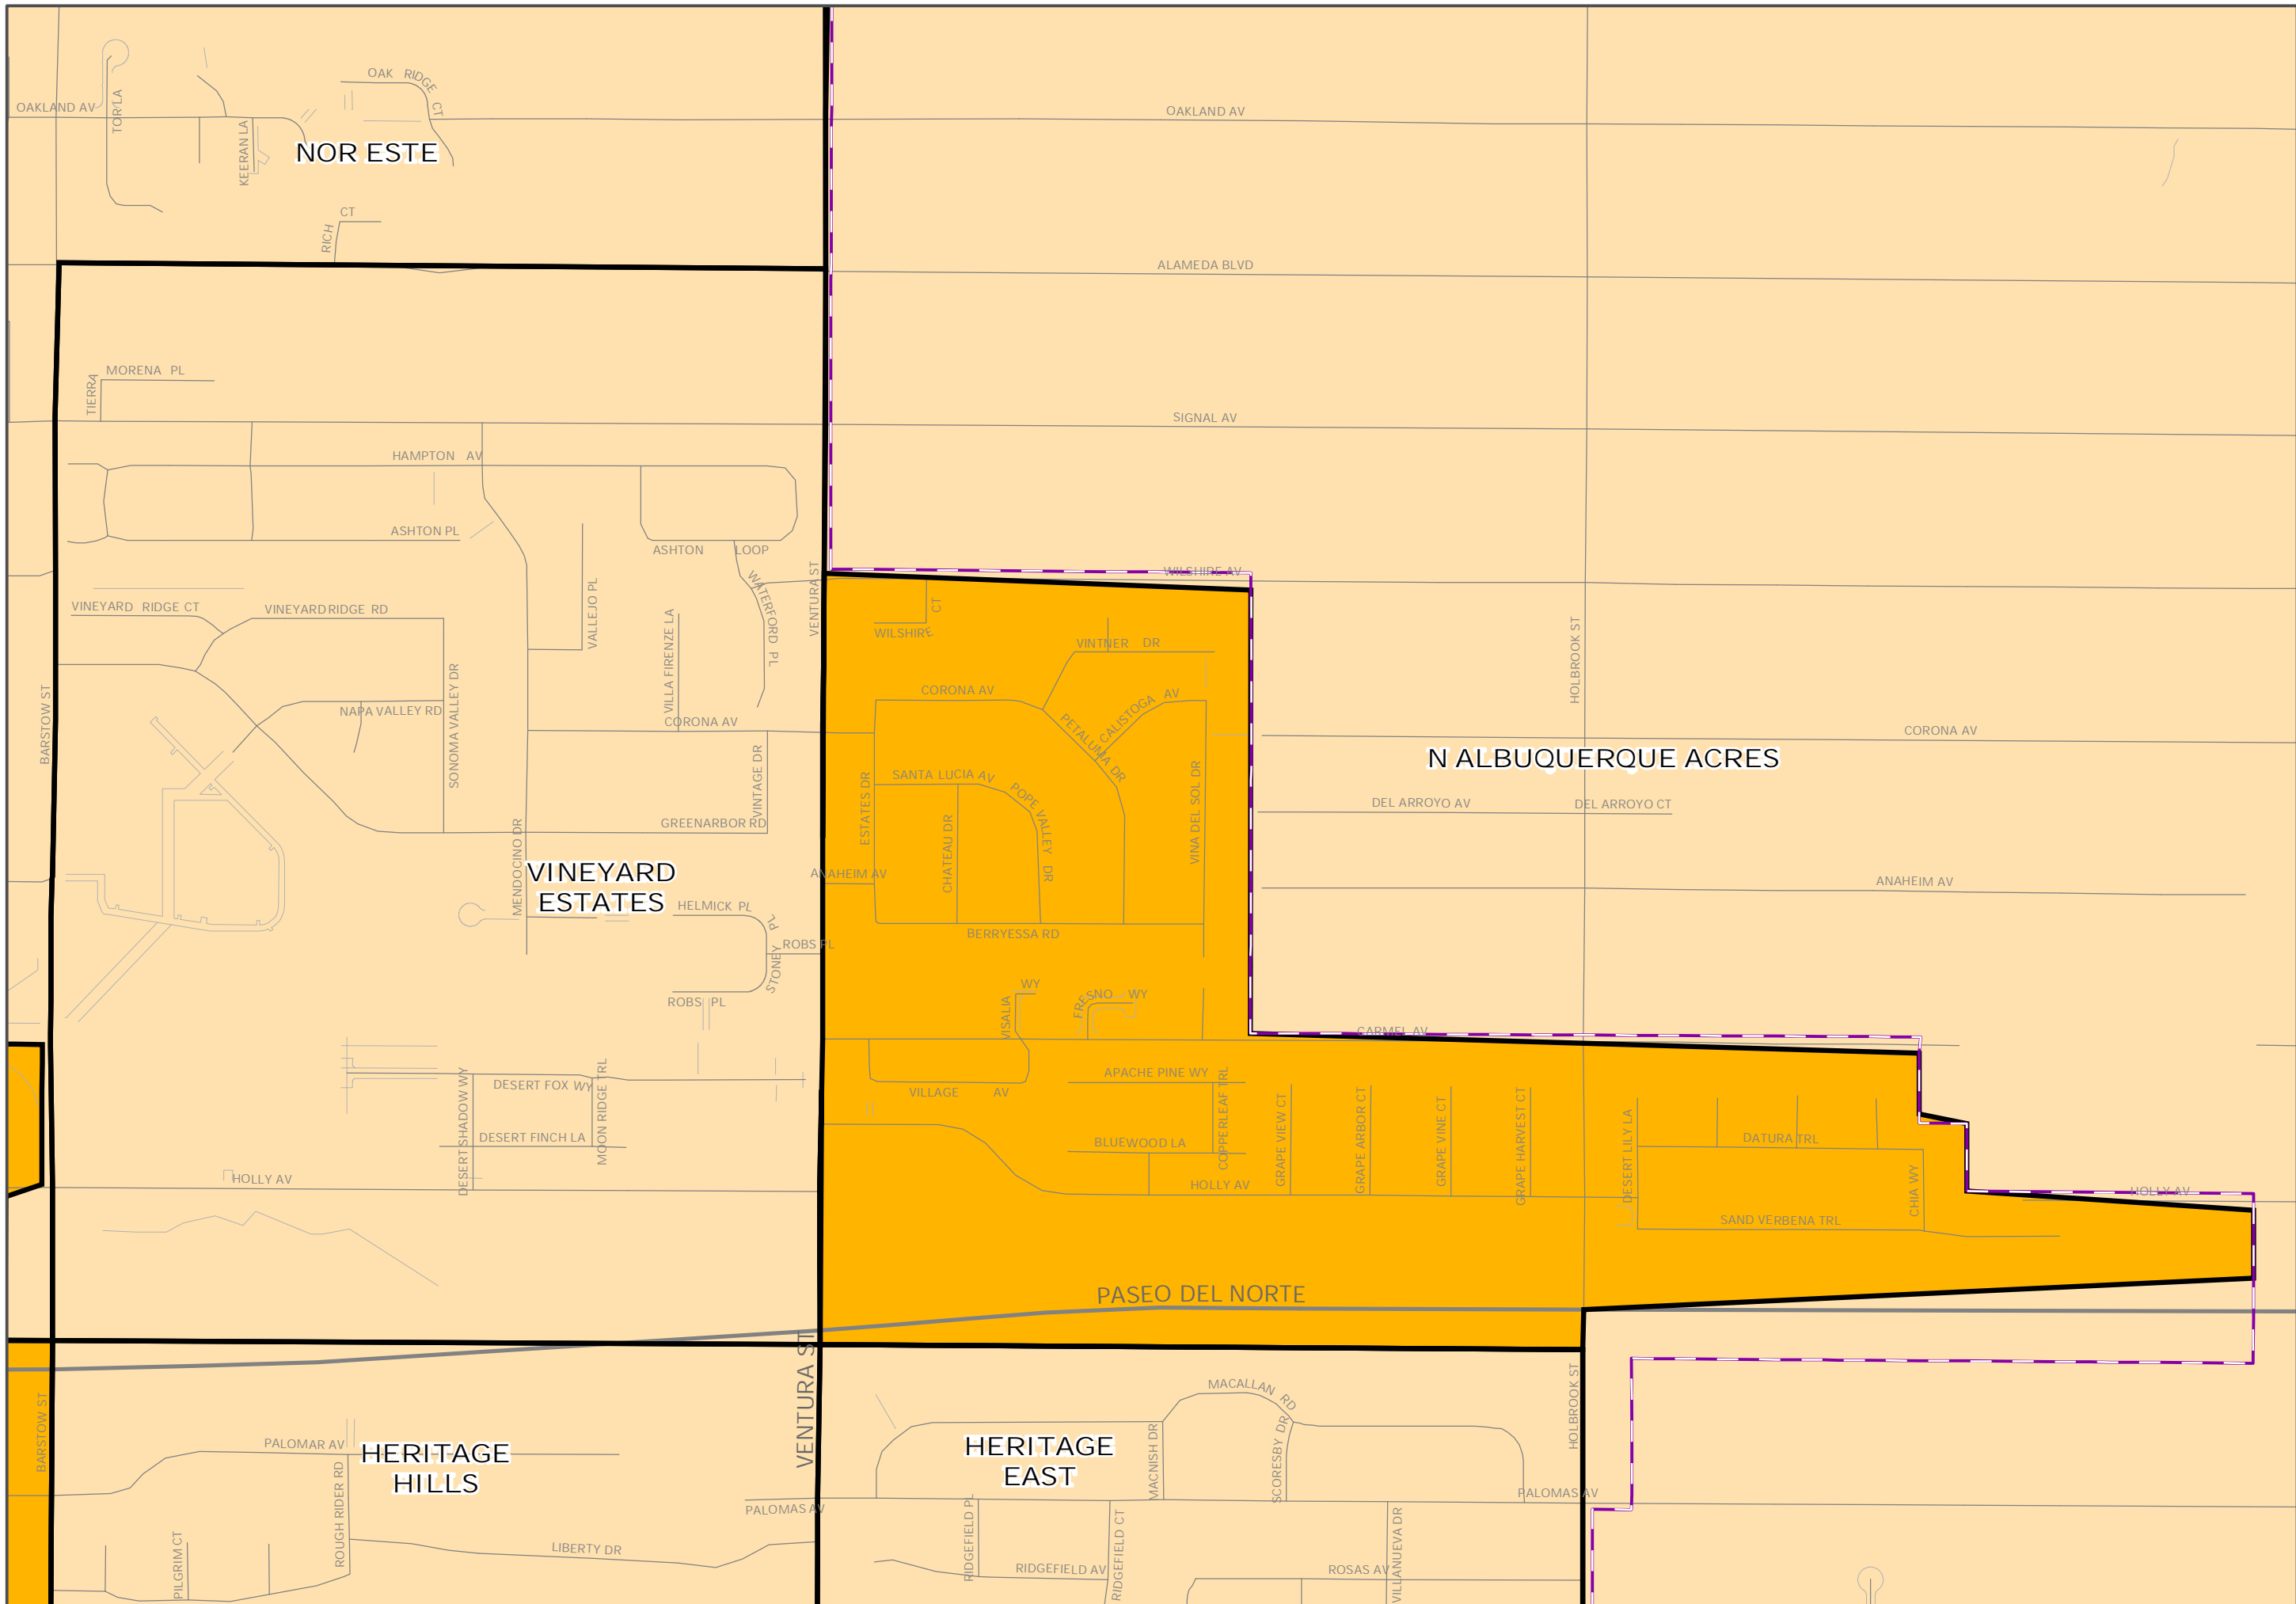 OAK RIDGE CT
OAKLAND AV
TOR LA
KEERAN LA
NOR ESTE
OAKLAND AV
RICH CT
ALAMEDA BLVD
TIERRA MORENA PL
SIGNAL AV
HAMPTON AV
ASHTON PL
ASHTON LOOP
WATERFORD PL
VENTURA ST
VALLEJO PL
VILLA FIRENZE LA
VINEYARD RIDGE CT
VINEYARD RIDGE RD
WILSHIRE AV
WILSHIRE CT
VINTNER DR
HOLBROOK ST
BARSTOW ST
NAPA VALLEY RD
SONOMA VALLEY DR
CORONA AV
CORONA AV
CALISTOGA AV
PETALUMA DR
CORONA AV
N ALBUQUERQUE ACRES
VINTAGE DR
ESTATES DR
SANTA LUCIA AV
POPE VALLEY DR
CHATEAU DR
VINA DEL SOL DR
DEL ARROYO AV
DEL ARROYO CT
GREENARBOR RD
MENDOCINO DR
VINEYARD
ESTATES
ANAHEIM AV
ANAHEIM AV
HELMICK PL
STONEY PL
ROBS PL
BERRYESSA RD
ROBS PL
VISALIA WY
FRESNO WY
CARMEL AV
DESERT FOX WY
DESERT SHADOW WY
MOON RIDGE TRL
DESERT FINCH LA
VILLAGE AV
APACHE PINE WY
COPPERLEAF TRL
BLUEWOOD LA
GRAPE VIEW CT
GRAPE ARBOR CT
GRAPE VINE CT
GRAPE HARVEST CT
DESERT LILY LA
DATURA TRL
CHIA WY
HOLLY AV
HOLLY AV
HOLLY AV
SAND VERBENA TRL
PASEO DEL NORTE
VENTURA ST
BARSTOW ST
PALOMAR AV
HERITAGE
HILLS
ROUGH RIDER RD
PILGRIM CT
LIBERTY DR
HERITAGE
EAST
MACALLAN RD
MACNISH DR
SCORESBY DR
HOLBROOK ST
PALOMAS AV
PALOMAS AV
RIDGEFIELD PL
RIDGEFIELD AV
RIDGEFIELD CT
VILLANUEVA DR
ROSAS AV